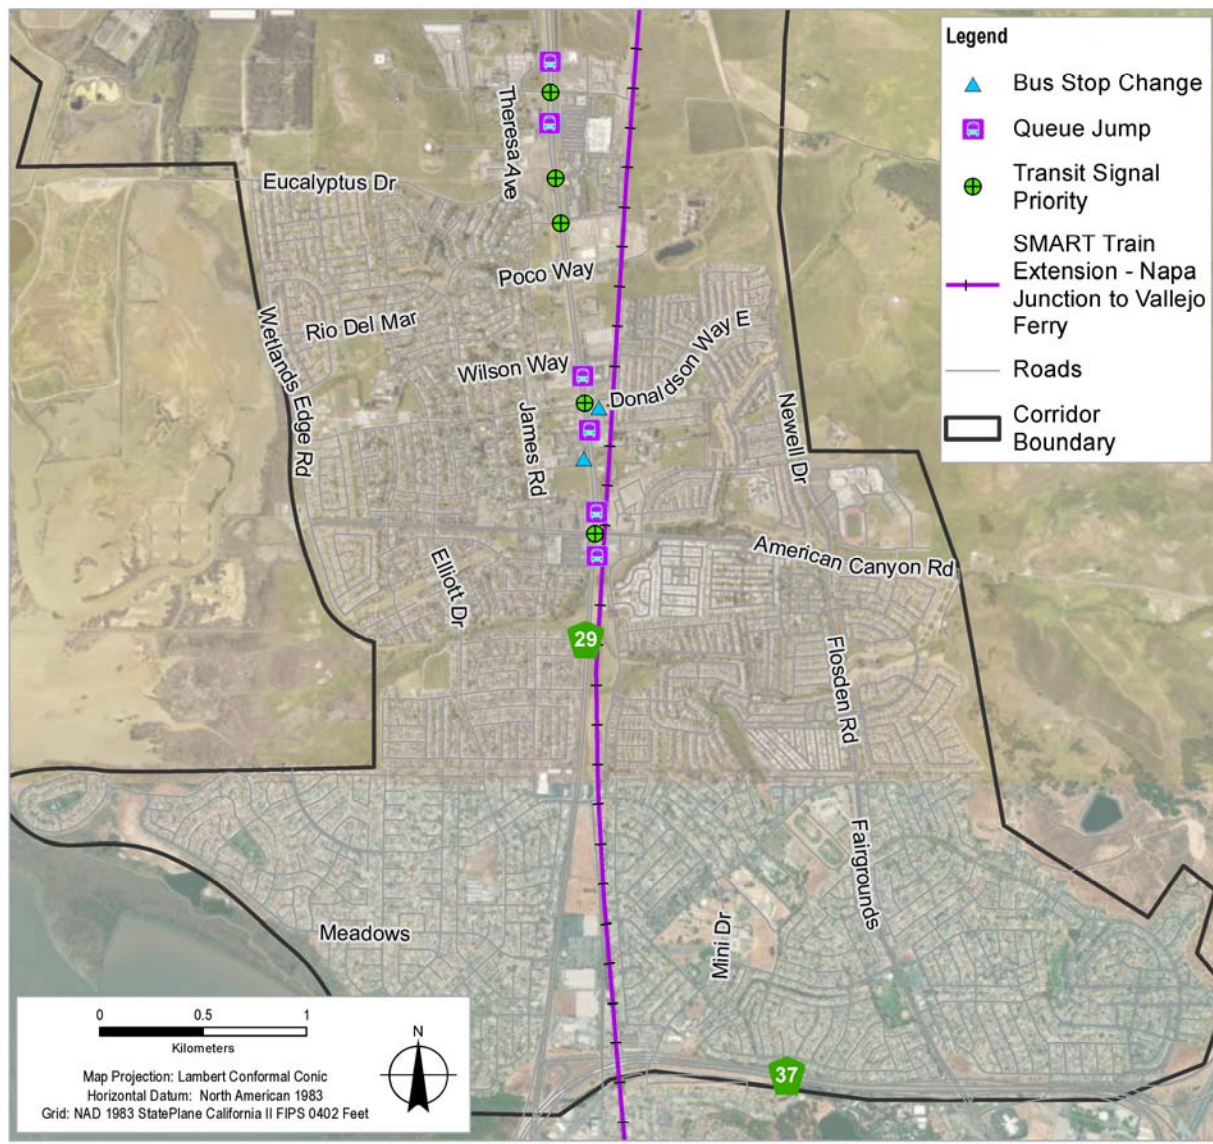 Legend
Bus Stop Change
Queue Jump
Transit Signal
Priority
SMART Train
Extension - Napa
Junction to Vallejo
Ferry
Roads
Corridor
Boundary
Theresa Ave
Eucalyptus Dr
Poco Way
Rio Del Mar
Wetlands Edge Rd
Wilson Way
Donaldson Way E
James Rd
Newell Dr
American Canyon Rd
Elliott Dr
29
Flosden Rd
Fairgrounds
Meadows
Mini Dr
37
0 0.5 1
Kilometers
N
Map Projection: Lambert Conformal Conic
Horizontal Datum: North American 1983
Grid: NAD 1983 StatePlane California II FIPS 0402 Feet